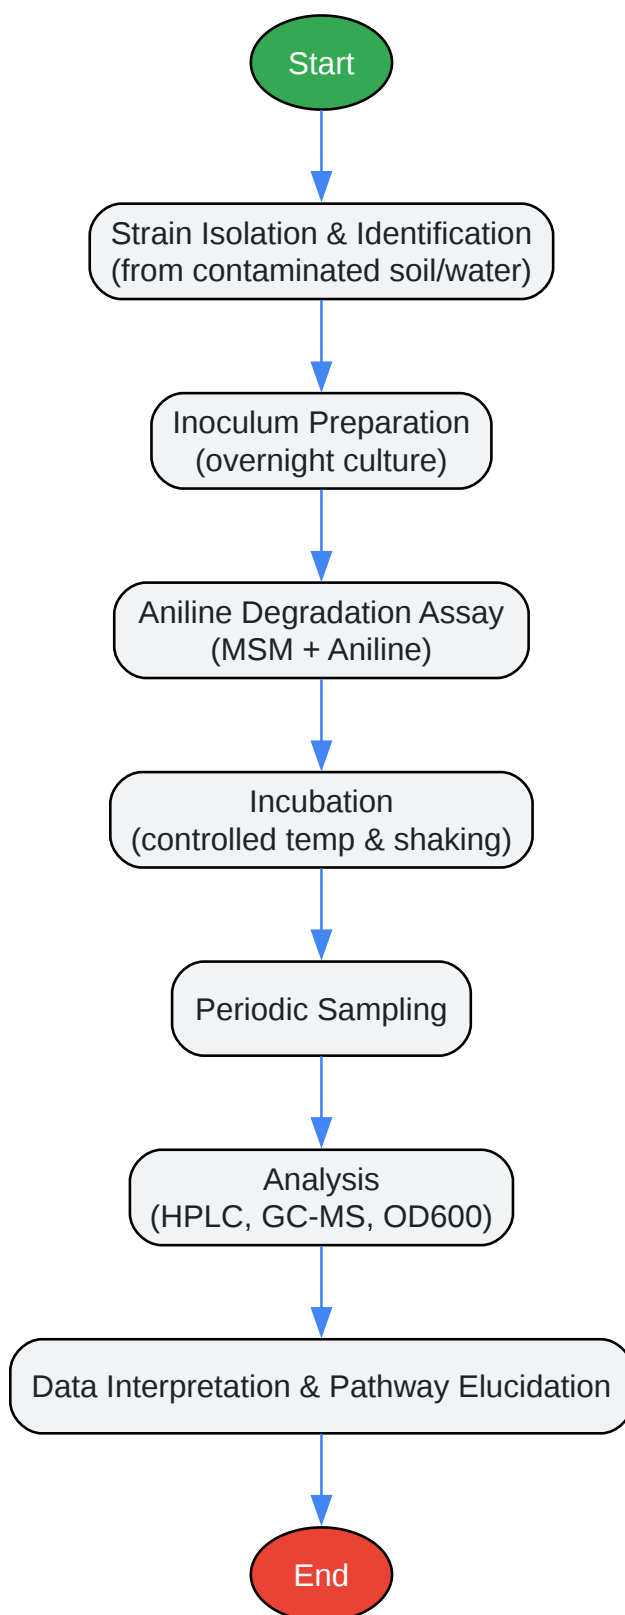 Start
Strain Isolation & Identification
(from contaminated soil/water)
Inoculum Preparation
(overnight culture)
Aniline Degradation Assay
(MSM + Aniline)
Incubation
(controlled temp & shaking)
Periodic Sampling
Analysis
(HPLC, GC-MS, OD600)
Data Interpretation & Pathway Elucidation
End